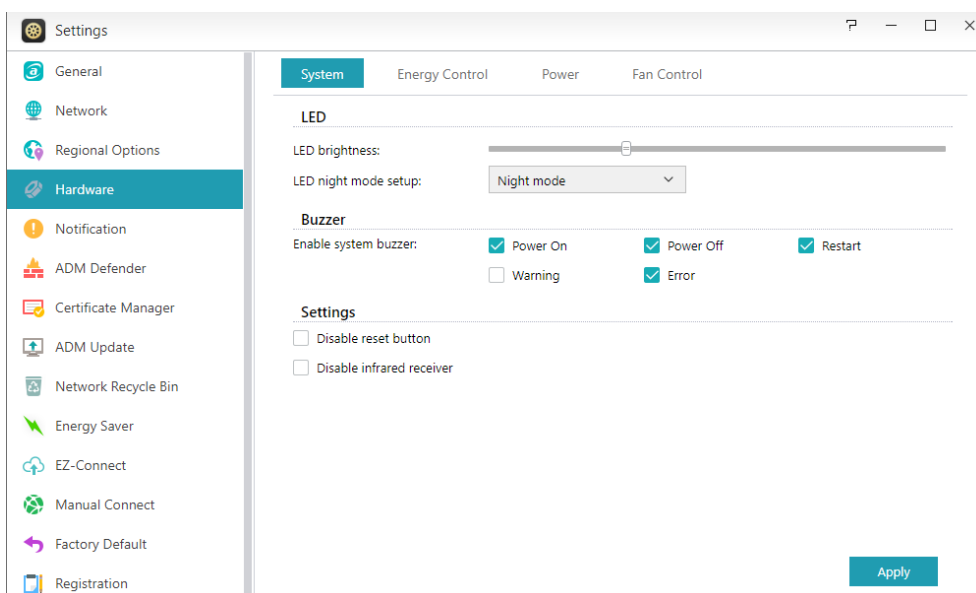 Settings
General
Network
Regional Options
Hardware
Notification
ADM Defender
Certificate Manager
ADM Update
Network Recycle Bin
Energy Saver
EZ-Connect
Manual Connect
Factory Default
Registration
System Energy Control Power Fan Control
LED
LED brightness:
LED night mode setup: Night mode
Buzzer
Enable system buzzer: Power On Power Off Restart
Warning Error
Settings
Disable reset button
Disable infrared receiver
Apply